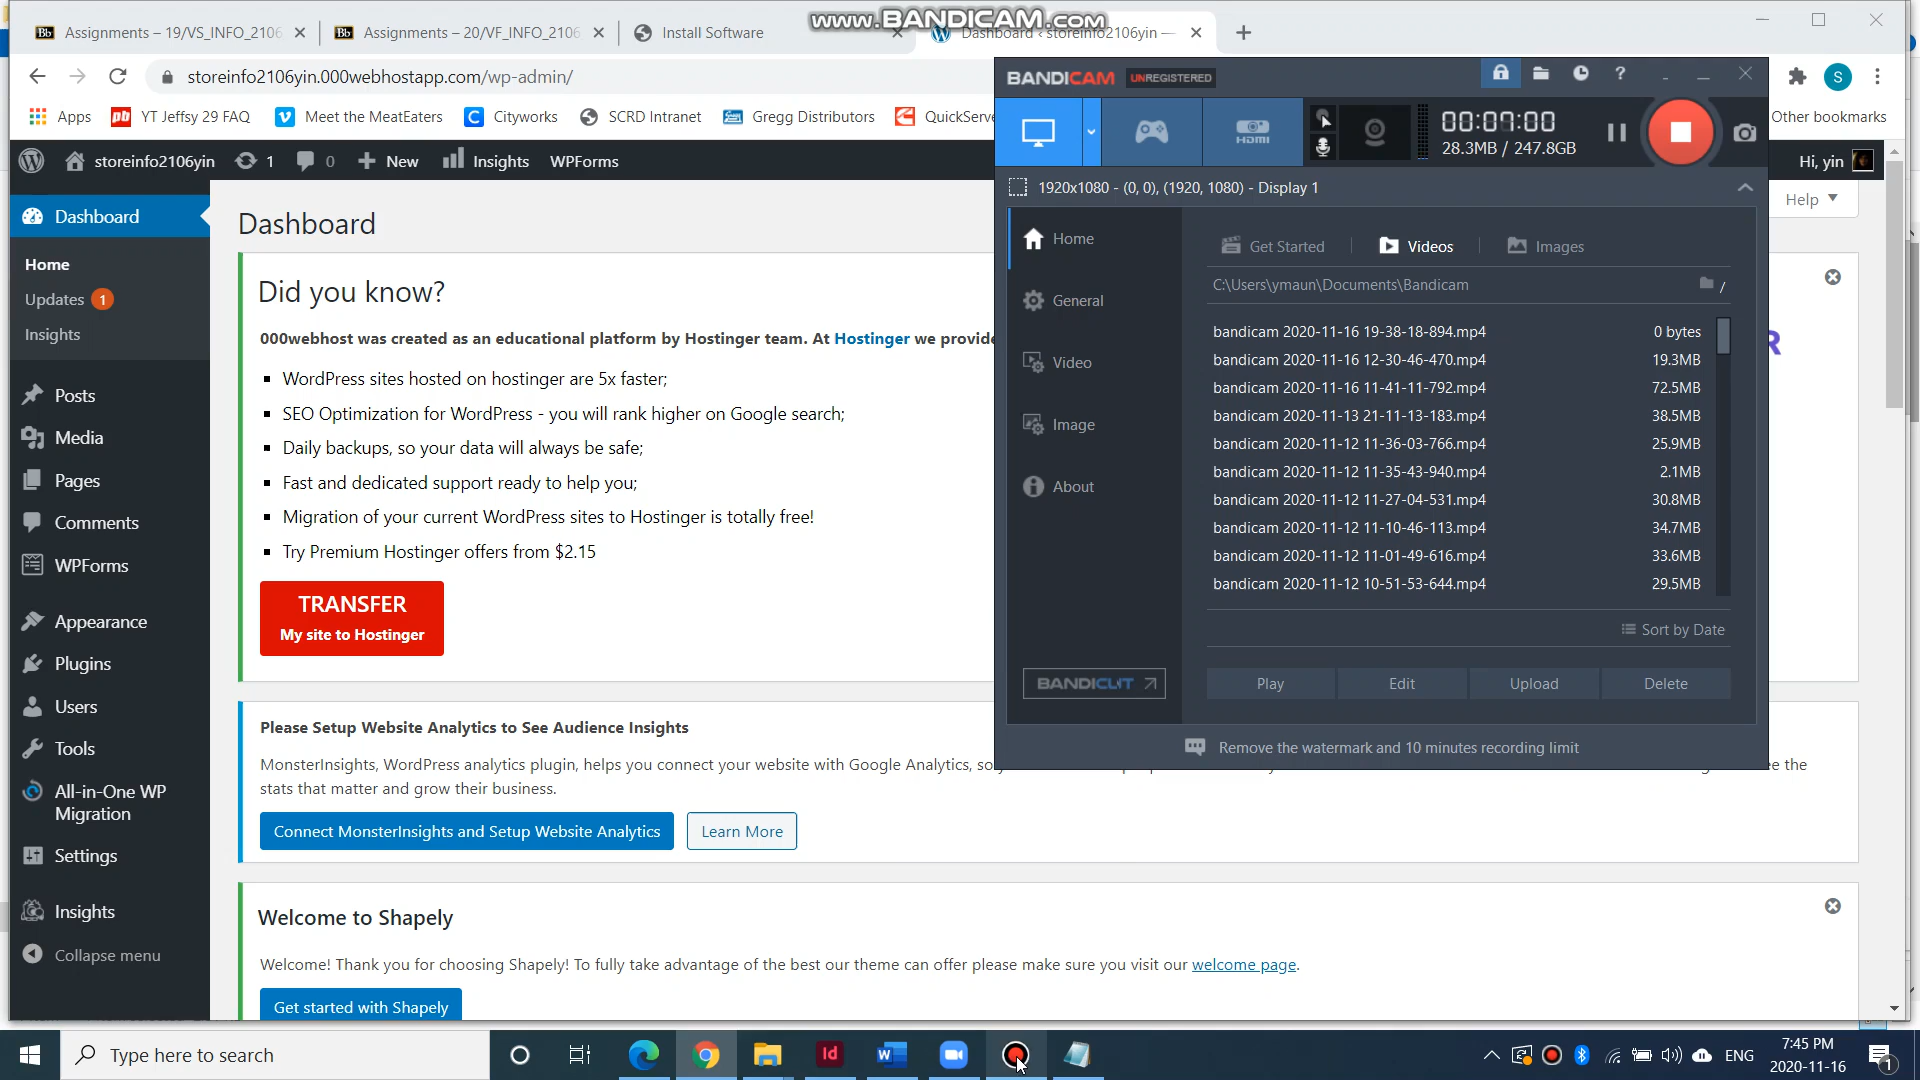 www.BANDICAM.com
Assignments – 19/VS_INFO_2106
Assignments – 20/VF_INFO_2106
Install Software
Dashboard ‹ storeinfo2106yin —
storeinfo2106yin.000webhostapp.com/wp-admin/
S
Apps
YT Jeffsy 29 FAQ
Meet the MeatEaters
Cityworks
SCRD Intranet
Gregg Distributors
QuickServe
Other bookmarks
storeinfo2106yin
1
0
New
Insights
WPForms
Hi, yin
Help
Dashboard
Home
Updates 1
Insights
Posts
Media
Pages
Comments
WPForms
Appearance
Plugins
Users
Tools
All-in-One WP
Migration
Settings
Insights
Collapse menu
Dashboard
Did you know?
000webhost was created as an educational platform by Hostinger team. At Hostinger we provide
WordPress sites hosted on hostinger are 5x faster;
SEO Optimization for WordPress - you will rank higher on Google search;
Daily backups, so your data will always be safe;
Fast and dedicated support ready to help you;
Migration of your current WordPress sites to Hostinger is totally free!
Try Premium Hostinger offers from $2.15
TRANSFER
My site to Hostinger
R
Please Setup Website Analytics to See Audience Insights
MonsterInsights, WordPress analytics plugin, helps you connect your website with Google Analytics, so
ee the
stats that matter and grow their business.
Connect MonsterInsights and Setup Website Analytics
Learn More
Welcome to Shapely
Welcome! Thank you for choosing Shapely! To fully take advantage of the best our theme can offer please make sure you visit our welcome page.
Get started with Shapely
BANDICAM
UNREGISTERED
HDMI
00:07:00
28.3MB / 247.8GB
1920x1080 - (0, 0), (1920, 1080) - Display 1
Home
General
Video
Image
About
BANDICUT
Get Started
Videos
Images
C:\Users\ymaun\Documents\Bandicam
/
bandicam 2020-11-16 19-38-18-894.mp4 0 bytes
bandicam 2020-11-16 12-30-46-470.mp4 19.3MB
bandicam 2020-11-16 11-41-11-792.mp4 72.5MB
bandicam 2020-11-13 21-11-13-183.mp4 38.5MB
bandicam 2020-11-12 11-36-03-766.mp4 25.9MB
bandicam 2020-11-12 11-35-43-940.mp4 2.1MB
bandicam 2020-11-12 11-27-04-531.mp4 30.8MB
bandicam 2020-11-12 11-10-46-113.mp4 34.7MB
bandicam 2020-11-12 11-01-49-616.mp4 33.6MB
bandicam 2020-11-12 10-51-53-644.mp4 29.5MB
Sort by Date
Play
Edit
Upload
Delete
Remove the watermark and 10 minutes recording limit
Type here to search
ENG
7:45 PM
2020-11-16
1